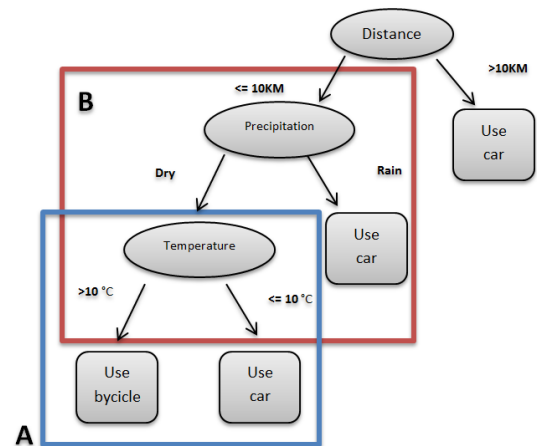 Distance
>10KM
<= 10KM
B
Use
car
Precipitation
Dry
Rain
Use
car
Temperature
>10 °C
<= 10 °C
Use
bycicle
Use
car
A